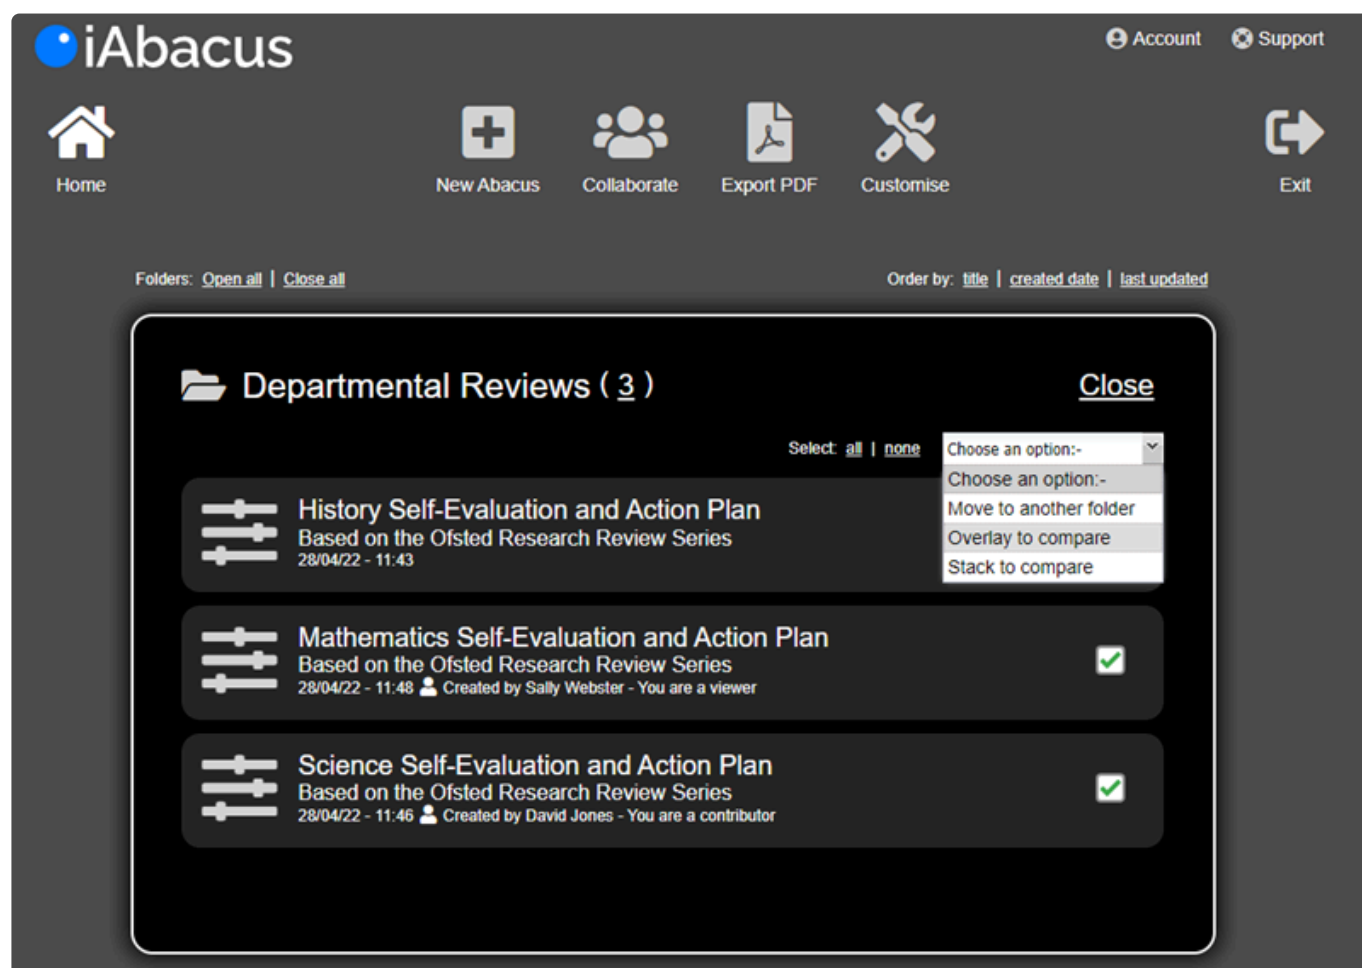 iAbacus
Account Support
Home
New Abacus
Collaborate
Export PDF
Customise
Exit
Folders: Open all | Close all
Order by: title | created date | last updated
Departmental Reviews ( 3 )
Close
Select: all | none
Choose an option:-
Choose an option:-
Move to another folder
Overlay to compare
Stack to compare
History Self-Evaluation and Action Plan
Based on the Ofsted Research Review Series
28/04/22 - 11:43
Mathematics Self-Evaluation and Action Plan
Based on the Ofsted Research Review Series
28/04/22 - 11:48 Created by Sally Webster - You are a viewer
Science Self-Evaluation and Action Plan
Based on the Ofsted Research Review Series
28/04/22 - 11:46 Created by David Jones - You are a contributor